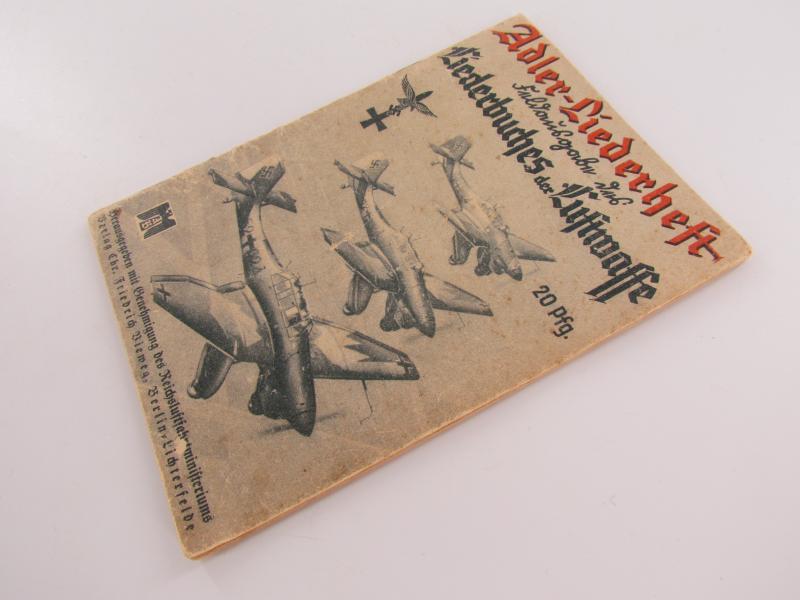 Adler-Liederheft
Feldausgabe des
Liederbuches der Luftwaffe
20 Pfg.
Herausgegeben mit Genehmigung des Reichsluftfahrtministeriums
Verlag Chr. Friedrich Vieweg, Berlin-Lichterfelde